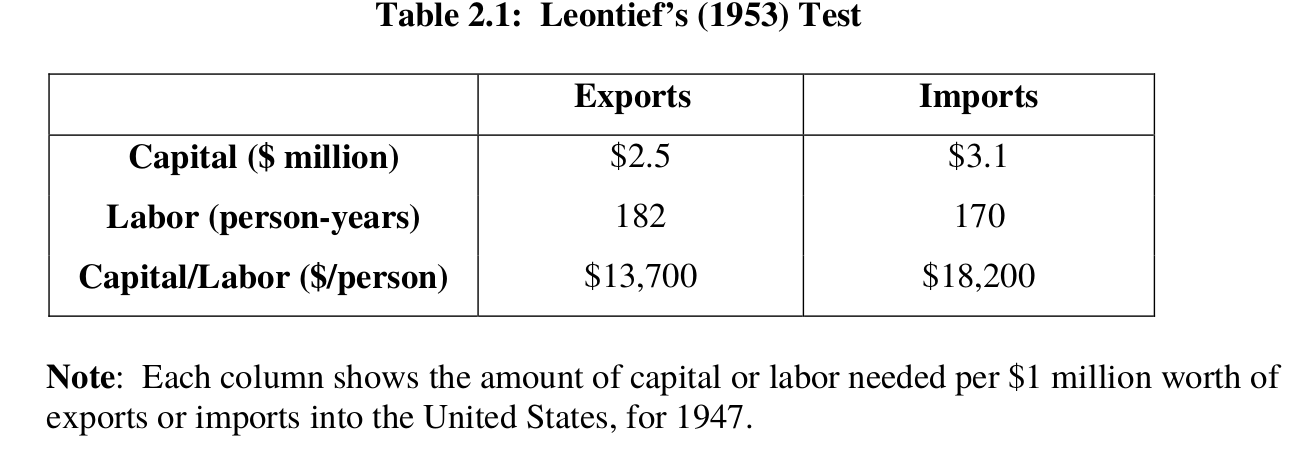 Table 2.1: Leontief's (1953) Test
Exports Imports
Capital ($ million) $2.5 $3.1
Labor (person-years) 182 170
Capital/Labor ($/person) $13,700 $18,200
Note: Each column shows the amount of capital or labor needed per $1 million worth of
exports or imports into the United States, for 1947.